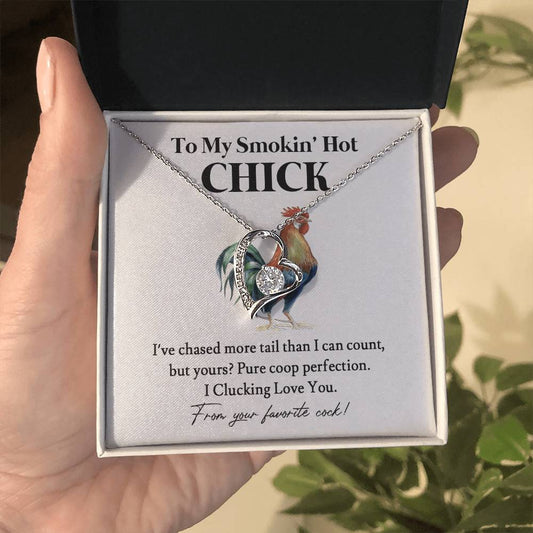 To My Smokin' Hot
CHICK
I've chased more tail than I can count,
but yours? Pure coop perfection.
I Clucking Love You.
From your favorite cock!